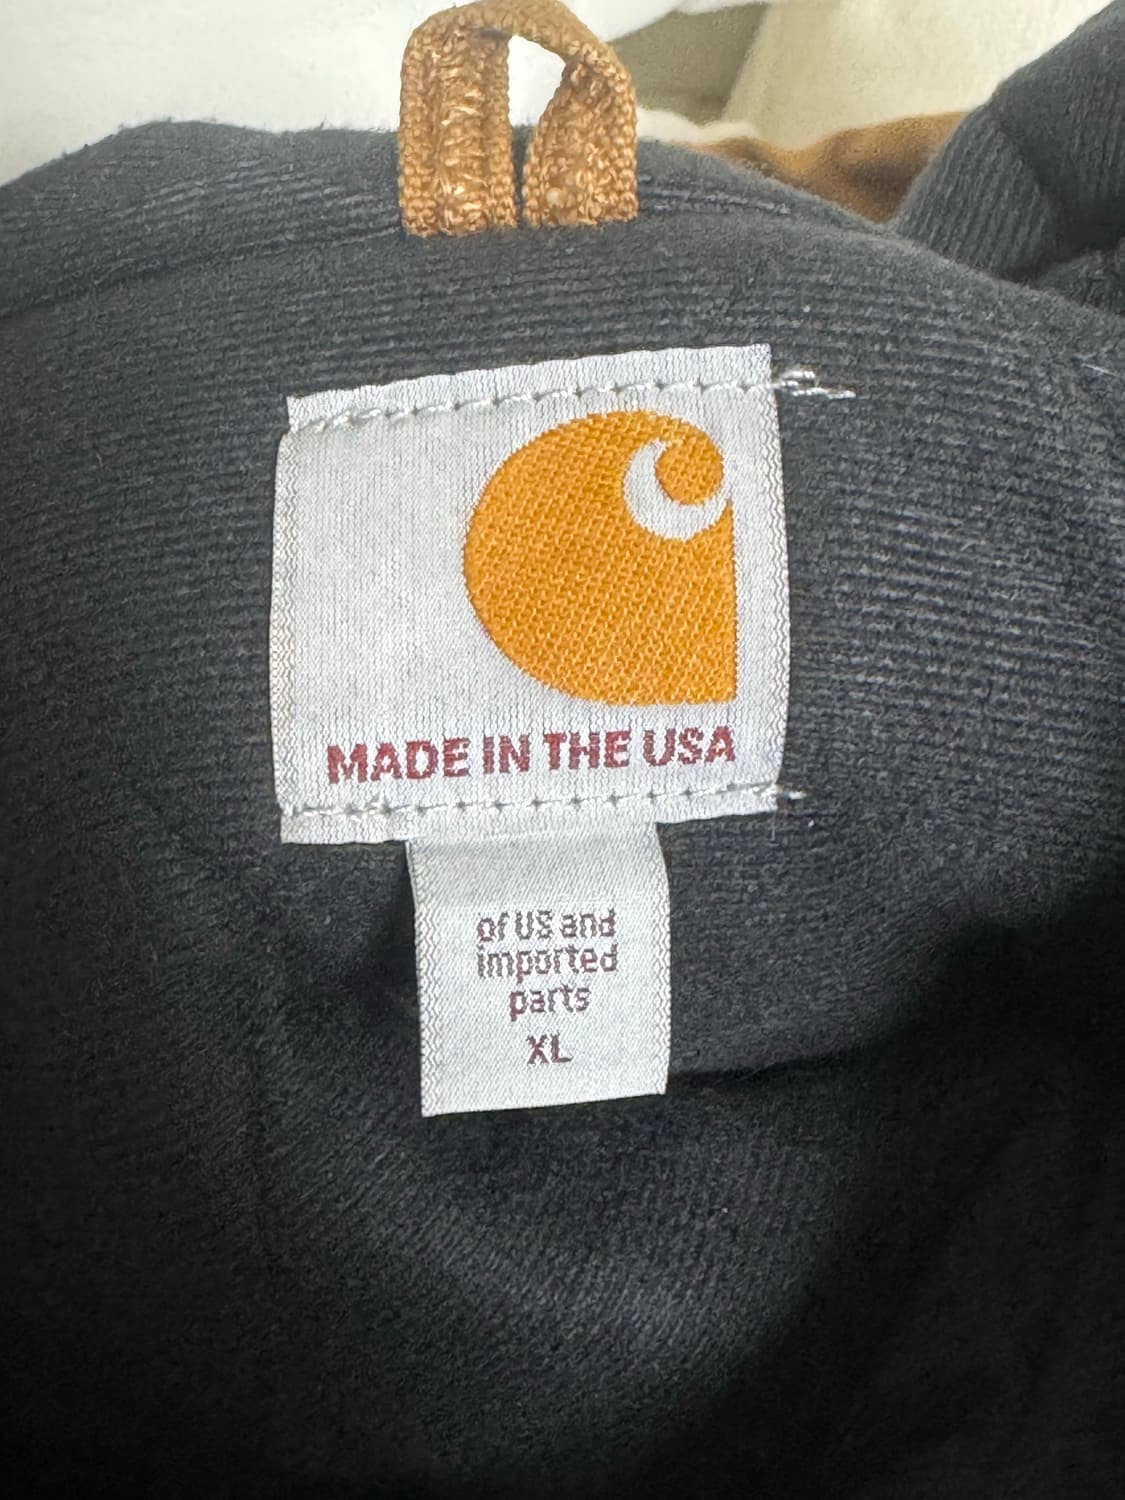 MADE IN THE USA
of US and
imported
parts
XL